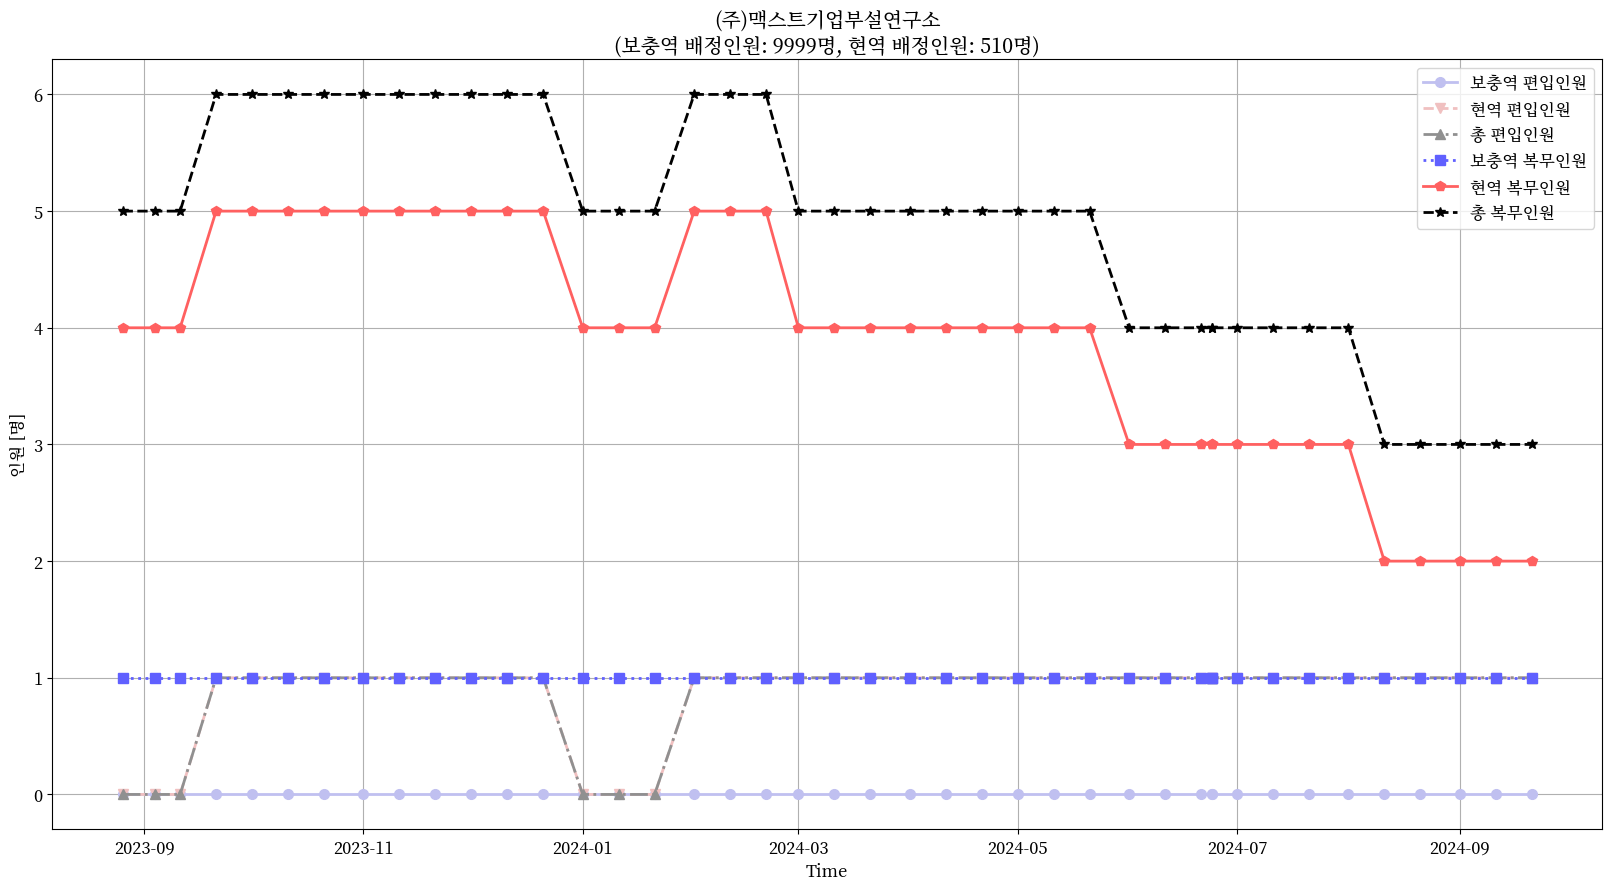 (주)맥스트기업부설연구소
(보충역 배정인원: 9999명, 현역 배정인원: 510명)
보충역 편입인원
현역 편입인원
총 편입인원
보충역 복무인원
현역 복무인원
총 복무인원
인원 [명]
6
5
4
3
2
1
0
2023-09
2023-11
2024-01
2024-03
2024-05
2024-07
2024-09
Time